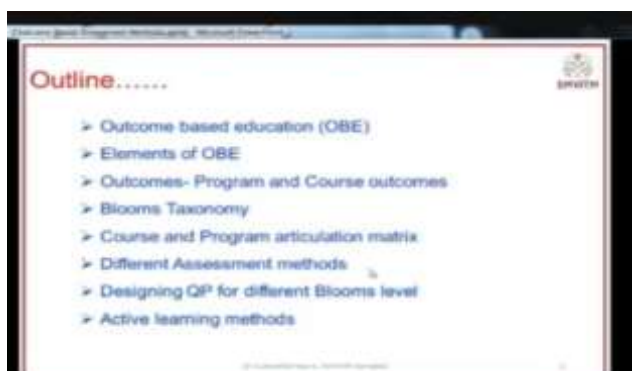 Outline......
SMVITM
➢ Outcome based education (OBE)
➢ Elements of OBE
➢ Outcomes- Program and Course outcomes
➢ Blooms Taxonomy
➢ Course and Program articulation matrix
➢ Different Assessment methods
➢ Designing QP for different Blooms level
➢ Active learning methods